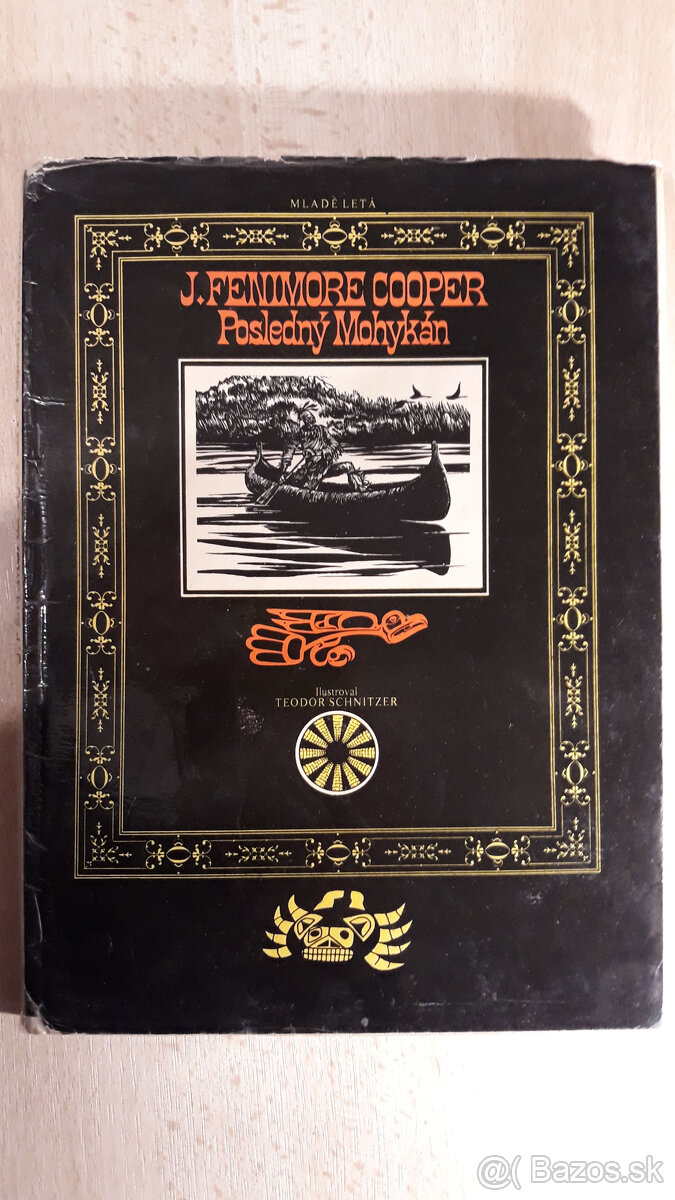 MLADÉ LETÁ
J. FENIMORE COOPER
Posledný Mohykán
Ilustroval
TEODOR SCHNITZER
@( Bazos.sk